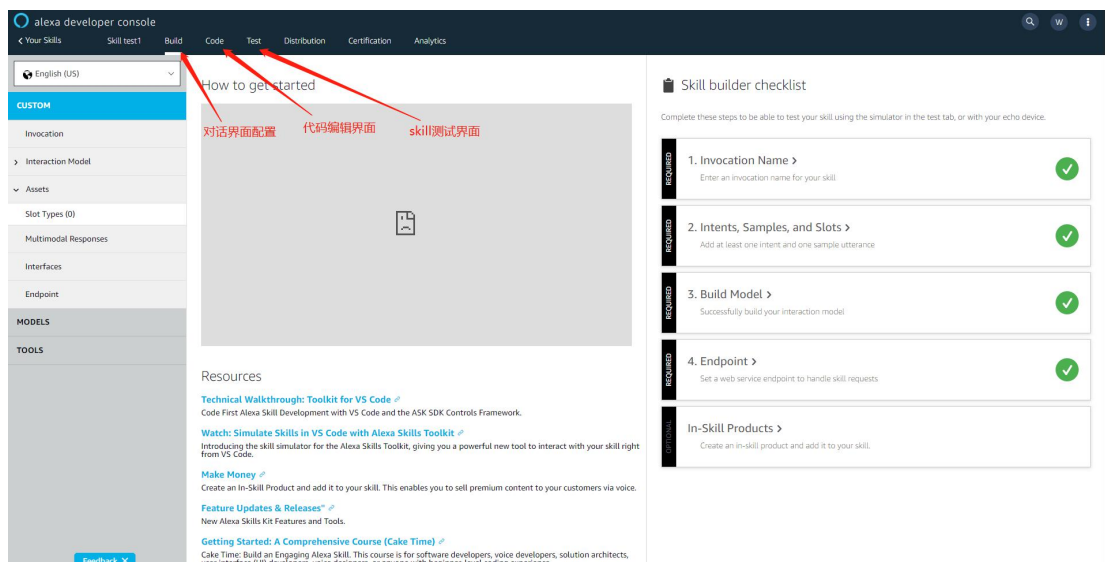 alexa developer console
W
Your Skills
Skill test1
Build
Code
Test
Distribution
Certification
Analytics
English (US)
CUSTOM
Invocation
Interaction Model
Assets
Slot Types (0)
Multimodal Responses
Interfaces
Endpoint
MODELS
TOOLS
Feedback X
How to get started
对话界面配置
代码编辑界面
skill测试界面
Resources
Technical Walkthrough: Toolkit for VS Code
Code First Alexa Skill Development with VS Code and the ASK SDK Controls Framework.
Watch: Simulate Skills in VS Code with Alexa Skills Toolkit
Introducing the skill simulator for the Alexa Skills Toolkit, giving you a powerful new tool to interact with your skill right
from VS Code.
Make Money
Create an In-Skill Product and add it to your skill. This enables you to sell premium content to your customers via voice.
Feature Updates & Releases"
New Alexa Skills Kit Features and Tools.
Getting Started: A Comprehensive Course (Cake Time)
Cake Time: Build an Engaging Alexa Skill. This course is for software developers, voice developers, solution architects,
Skill builder checklist
Complete these steps to be able to test your skill using the simulator in the test tab, or with your echo device.
REQUIRED
1. Invocation Name >
Enter an invocation name for your skill
REQUIRED
2. Intents, Samples, and Slots >
Add at least one intent and one sample utterance
REQUIRED
3. Build Model >
Successfully build your interaction model
REQUIRED
4. Endpoint >
Set a web service endpoint to handle skill requests
OPTIONAL
In-Skill Products >
Create an in-skill product and add it to your skill.